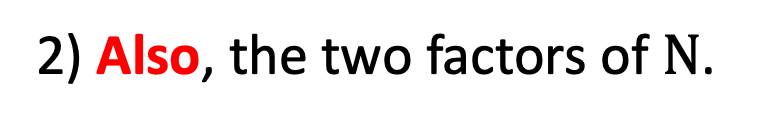 2) Also, the two factors of N.